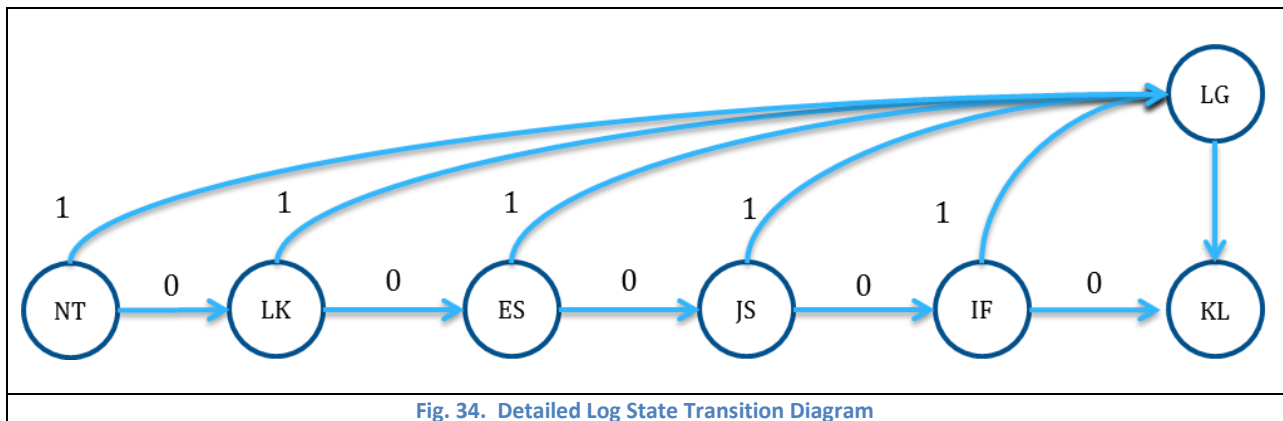 LG
1 1 1 1 1
0 0 0 0 0
NT LK ES JS IF KL
Fig. 34. Detailed Log State Transition Diagram